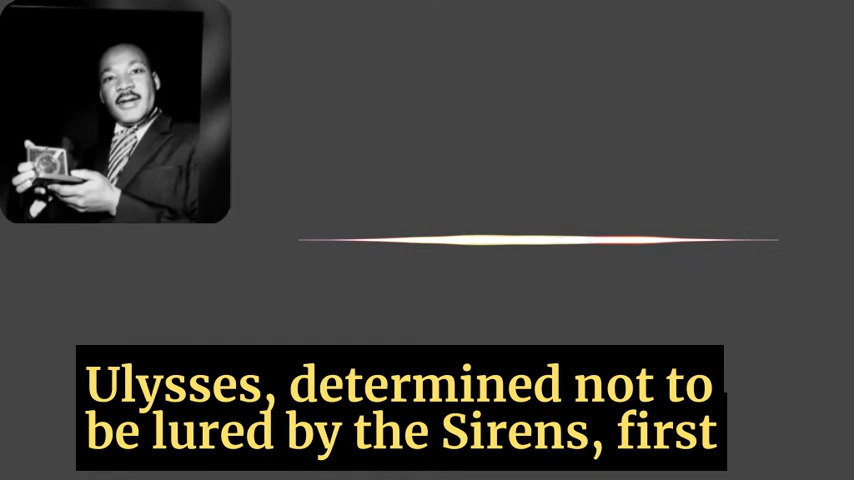 Ulysses, determined not to
be lured by the Sirens, first